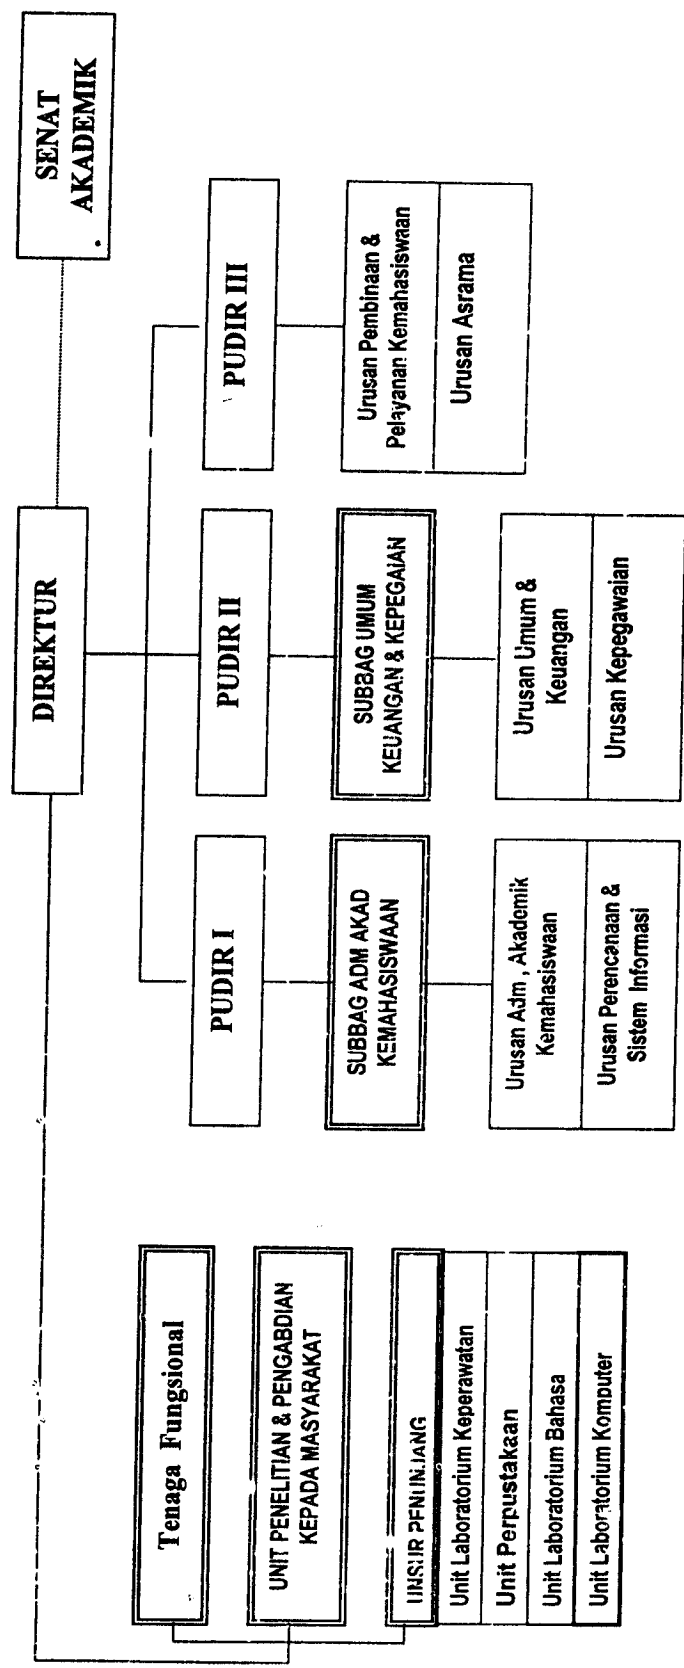 SENAT
AKADEMIK
DIREKTUR
PUDIR I
PUDIR II
PUDIR III
SUBBAG ADM AKAD
KEMAHASISWAAN
SUBBAG UMUM
KEUANGAN & KEPEGAIAN
Urusan Pembinaan &
Pelayanan Kemahasiswaan
Urusan Asrama
Urusan Adm , Akademik
Kemahasiswaan
Urusan Perencanaan &
Sistem Informasi
Urusan Umum &
Keuangan
Urusan Kepegawaian
Tenaga Fungsional
UNIT PENELITIAN & PENGABDIAN
KEPADA MASYARAKAT
UNSUR PENUNJANG
Unit Laboratorium Keperawatan
Unit Perpustakaan
Unit Laboratorium Bahasa
Unit Laboratorium Komputer